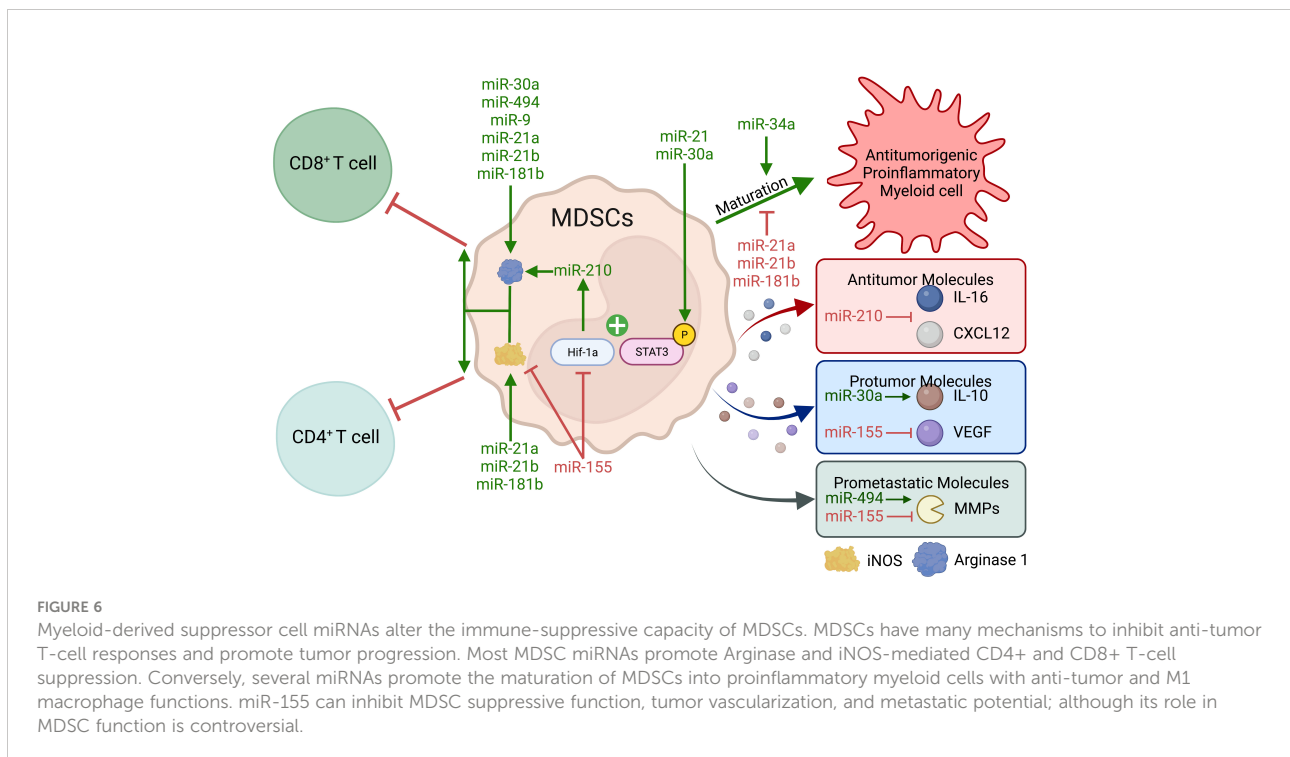 miR-30a
miR-494
miR-9
miR-21a
miR-21b
miR-181b
CD8+ T cell
miR-21
miR-30a
miR-34a
Maturation
Antitumorigenic
Proinflammatory
Myeloid cell
MDSCs
miR-21a
miR-21b
miR-181b
miR-210
P
Hif-1a
STAT3
Antitumor Molecules
IL-16
miR-210
CXCL12
Protumor Molecules
miR-30a
IL-10
miR-155
VEGF
CD4+ T cell
miR-21a
miR-21b
miR-181b
miR-155
Prometastatic Molecules
miR-494
miR-155
MMPs
iNOS
Arginase 1
FIGURE 6
Myeloid-derived suppressor cell miRNAs alter the immune-suppressive capacity of MDSCs. MDSCs have many mechanisms to inhibit anti-tumor
T-cell responses and promote tumor progression. Most MDSC miRNAs promote Arginase and iNOS-mediated CD4+ and CD8+ T-cell
suppression. Conversely, several miRNAs promote the maturation of MDSCs into proinflammatory myeloid cells with anti-tumor and M1
macrophage functions. miR-155 can inhibit MDSC suppressive function, tumor vascularization, and metastatic potential; although its role in
MDSC function is controversial.